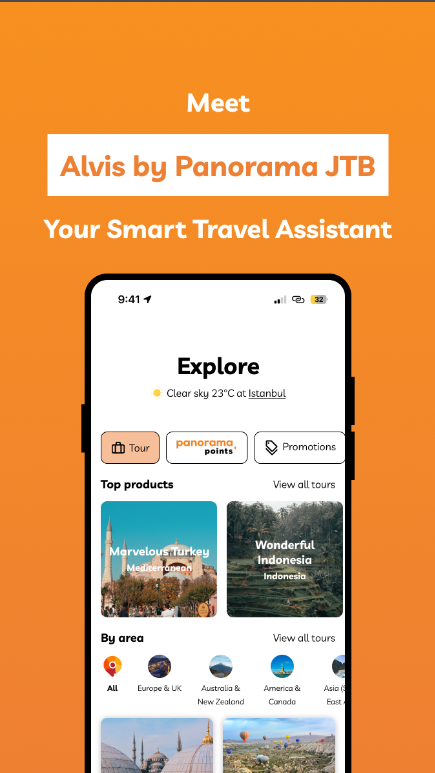 Meet
Alvis by Panorama JTB
Your Smart Travel Assistant
9:41 32
Explore
Clear sky 23°C at Istanbul
Tour
panorama
points
Promotions
Top products View all tours
Marvelous Turkey
Mediterranean
Wonderful
Indonesia
Indonesia
By area View all tours
All
Europe & UK
Australia &
New Zealand
America &
Canada
Asia (S
East A